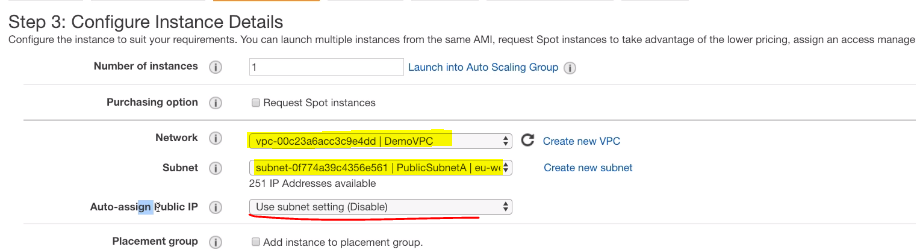 Step 3: Configure Instance Details
Configure the instance to suit your requirements. You can launch multiple instances from the same AMI, request Spot instances to take advantage of the lower pricing, assign an access manage
Number of instances 1 Launch into Auto Scaling Group
Purchasing option Request Spot instances
Network vpc-00c23a6acc3c9e4dd | DemoVPC Create new VPC
Subnet subnet-0f774a39c4356e561 | PublicSubnetA | eu-we Create new subnet
251 IP Addresses available
Auto-assign Public IP Use subnet setting (Disable)
Placement group Add instance to placement group.